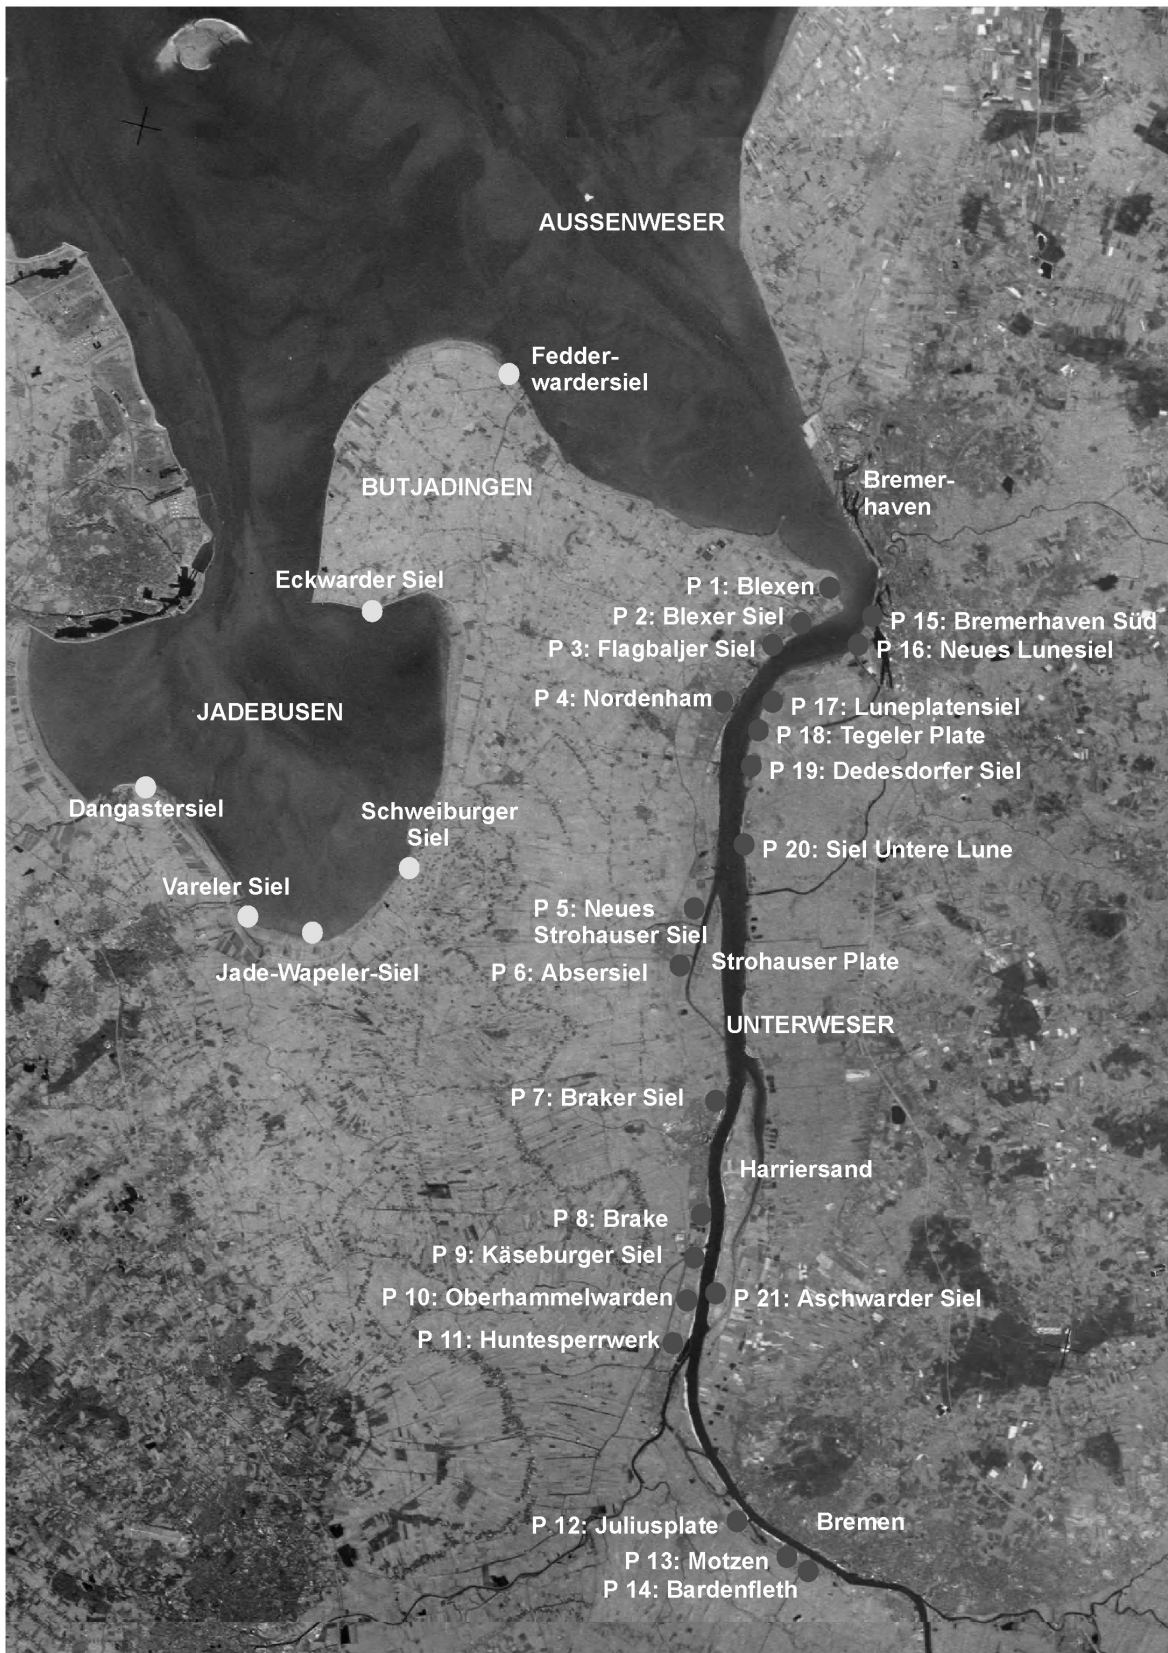 AUSSENWESER
Fedder-
wardersiel
BUTJADINGEN
Bremer-
haven
Eckwarder Siel
P 1: Blexen
P 2: Blexer Siel
P 15: Bremerhaven Süd
P 3: Flagbaljer Siel
P 16: Neues Lunesiel
P 4: Nordenham
P 17: Luneplatensiel
JADEBUSEN
P 18: Tegeler Plate
P 19: Dedesdorfer Siel
Dangastersiel
Schweiburger
Siel
P 20: Siel Untere Lune
Vareler Siel
P 5: Neues
Strohauser Siel
Jade-Wapeler-Siel
P 6: Absersiel
Strohauser Plate
UNTERWESER
P 7: Braker Siel
Harriersand
P 8: Brake
P 9: Käseburger Siel
P 10: Oberhammelwarden
P 21: Aschwarder Siel
P 11: Huntesperrwerk
P 12: Juliusplate
Bremen
P 13: Motzen
P 14: Bardenfleth